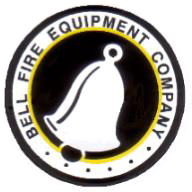 BELL FIRE EQUIPMENT COMPANY